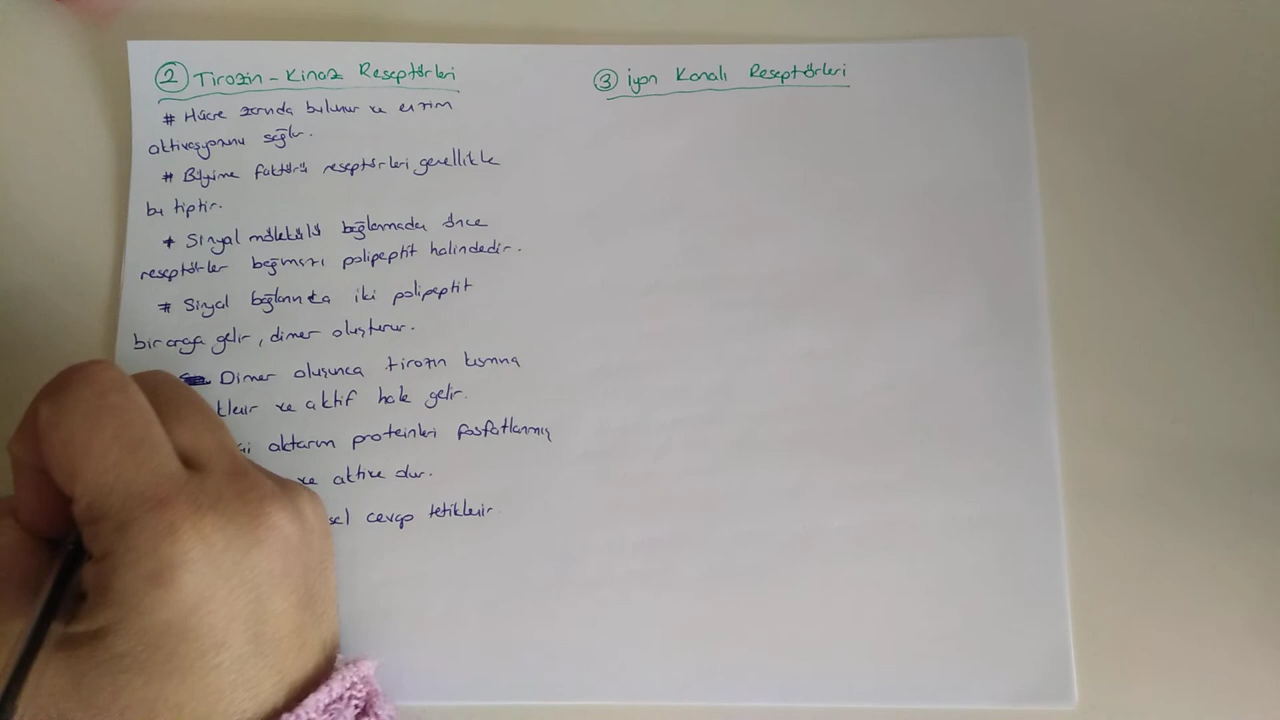 ② Tirozin - Kinaz Reseptörleri
# Hücre zarında bulunur ve enzim
aktivasyonunu sağlar.
# Büyüme faktörü reseptörleri genellikle
bu tiptir.
# Sinyal molekülü bağlanmadan önce
reseptörler bağımsız polipeptit halindedir.
# Sinyal bağlanınca iki polipeptit
bir araya gelir, dimer oluşturur.
Dimer oluşunca tirozin kısmına
ve aktif hale gelir.
aktarım proteinleri fosfatlanmış
ve aktive olur.
cevap tetiklenir
③ İyon Kanalı Reseptörleri